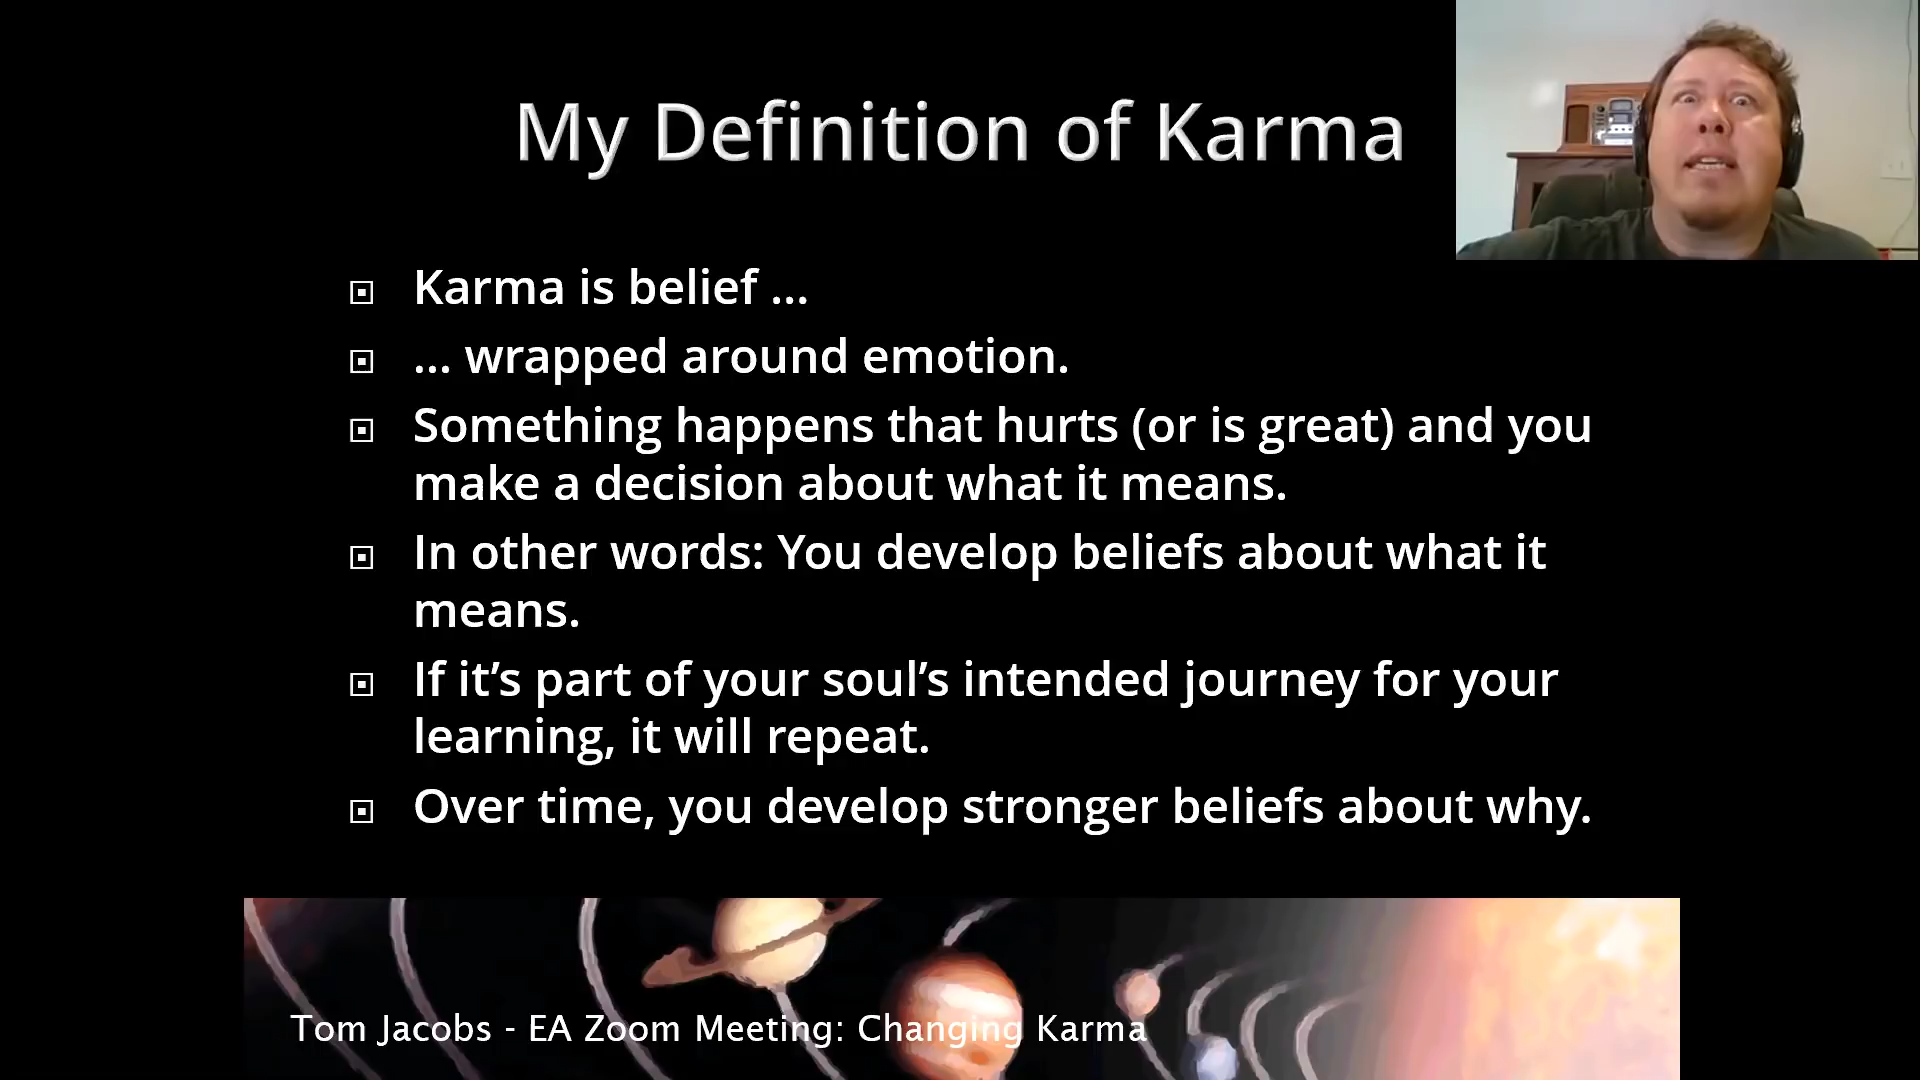 My Definition of Karma
Karma is belief ...
... wrapped around emotion.
Something happens that hurts (or is great) and you
make a decision about what it means.
In other words: You develop beliefs about what it
means.
If it’s part of your soul’s intended journey for your
learning, it will repeat.
Over time, you develop stronger beliefs about why.
Tom Jacobs - EA Zoom Meeting: Changing Karma